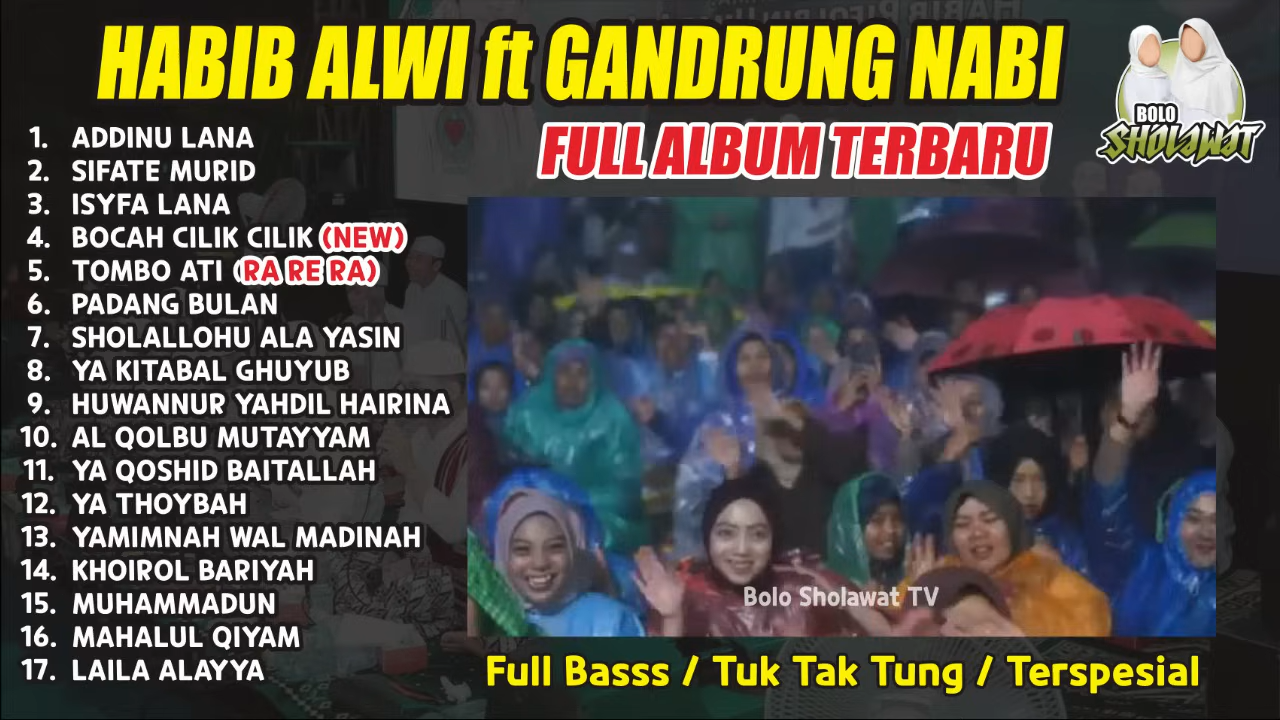 HABIB ALWI ft GANDRUNG NABI
BOLO
SHOLAWAT
FULL ALBUM TERBARU
1. ADDINU LANA
2. SIFATE MURID
3. ISYFA LANA
4. BOCAH CILIK CILIK (NEW)
5. TOMBO ATI (RA RE RA)
6. PADANG BULAN
7. SHOLALLOHU ALA YASIN
8. YA KITABAL GHUYUB
9. HUWANNUR YAHDIL HAIRINA
10. AL QOLBU MUTAYYAM
11. YA QOSHID BAITALLAH
12. YA THOYBAH
13. YAMIMNAH WAL MADINAH
14. KHOIROL BARIYAH
15. MUHAMMADUN
16. MAHALUL QIYAM
17. LAILA ALAYYA
Bolo Sholawat TV
Full Basss / Tuk Tak Tung / Terspesial